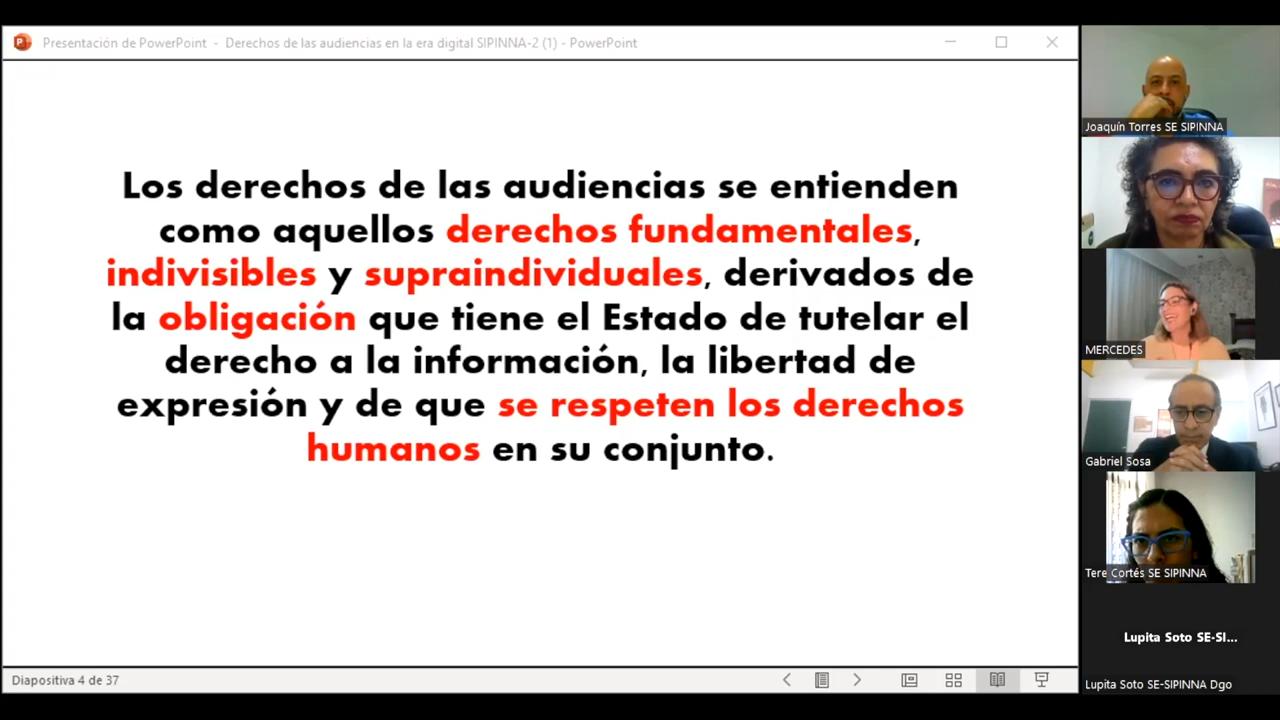 Presentación de PowerPoint - Derechos de las audiencias en la era digital SIPINNA-2 (1) - PowerPoint
Los derechos de las audiencias se entienden
como aquellos derechos fundamentales,
indivisibles y supraindividuales, derivados de
la obligación que tiene el Estado de tutelar el
derecho a la información, la libertad de
expresión y de que se respeten los derechos
humanos en su conjunto.
Diapositiva 4 de 37
Joaquín Torres SE SIPINNA
MERCEDES
Gabriel Sosa
Tere Cortés SE SIPINNA
Lupita Soto SE-SI...
Lupita Soto SE-SIPINNA Dgo